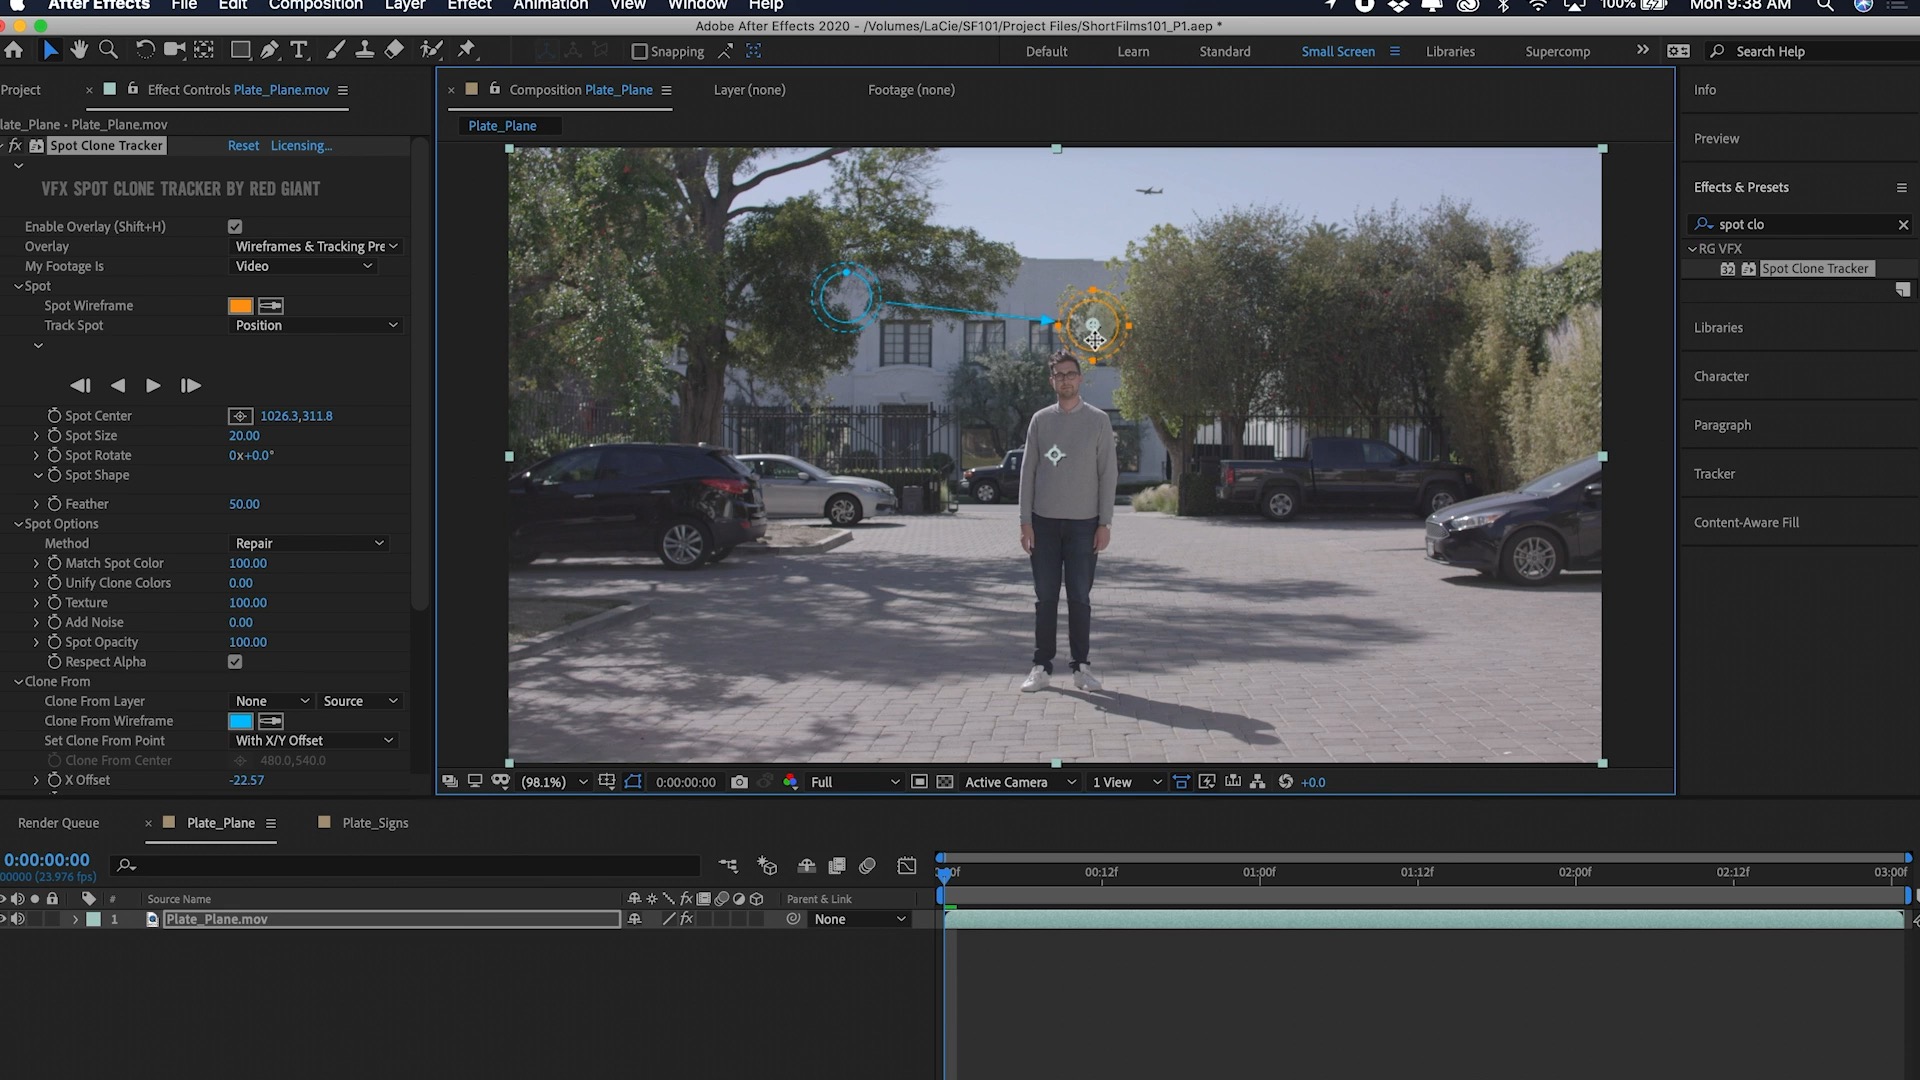 After Effects File Edit Composition Layer Effect Animation View Window Help 100% Mon 9:38 AM
Adobe After Effects 2020 - /Volumes/LaCie/SF101/Project Files/ShortFilms101_P1.aep *
Snapping Default Learn Standard Small Screen Libraries Supercomp Search Help
Project × Effect Controls Plate_Plane.mov
late_Plane • Plate_Plane.mov
fx Spot Clone Tracker Reset Licensing...
VFX SPOT CLONE TRACKER BY RED GIANT
Enable Overlay (Shift+H)
Overlay Wireframes & Tracking Pre
My Footage Is Video
Spot
Spot Wireframe
Track Spot Position
Spot Center 1026.3,311.8
Spot Size 20.00
Spot Rotate 0x+0.0°
Spot Shape
Feather 50.00
Spot Options
Method Repair
Match Spot Color 100.00
Unify Clone Colors 0.00
Texture 100.00
Add Noise 0.00
Spot Opacity 100.00
Respect Alpha
Clone From
Clone From Layer None Source
Clone From Wireframe
Set Clone From Point With X/Y Offset
Clone From Center 480.0,540.0
X Offset -22.57
× Composition Plate_Plane Layer (none) Footage (none)
Plate_Plane
(98.1%) 0:00:00:00 Full Active Camera 1 View +0.0
Info
Preview
Effects & Presets
spot clo ×
RG VFX
32 Spot Clone Tracker
Libraries
Character
Paragraph
Tracker
Content-Aware Fill
Render Queue × Plate_Plane Plate_Signs
0:00:00:00
00000 (23.976 fps)
00:12f 01:00f 01:12f 02:00f 02:12f 03:00f
# Source Name fx Parent & Link
1 Plate_Plane.mov fx None